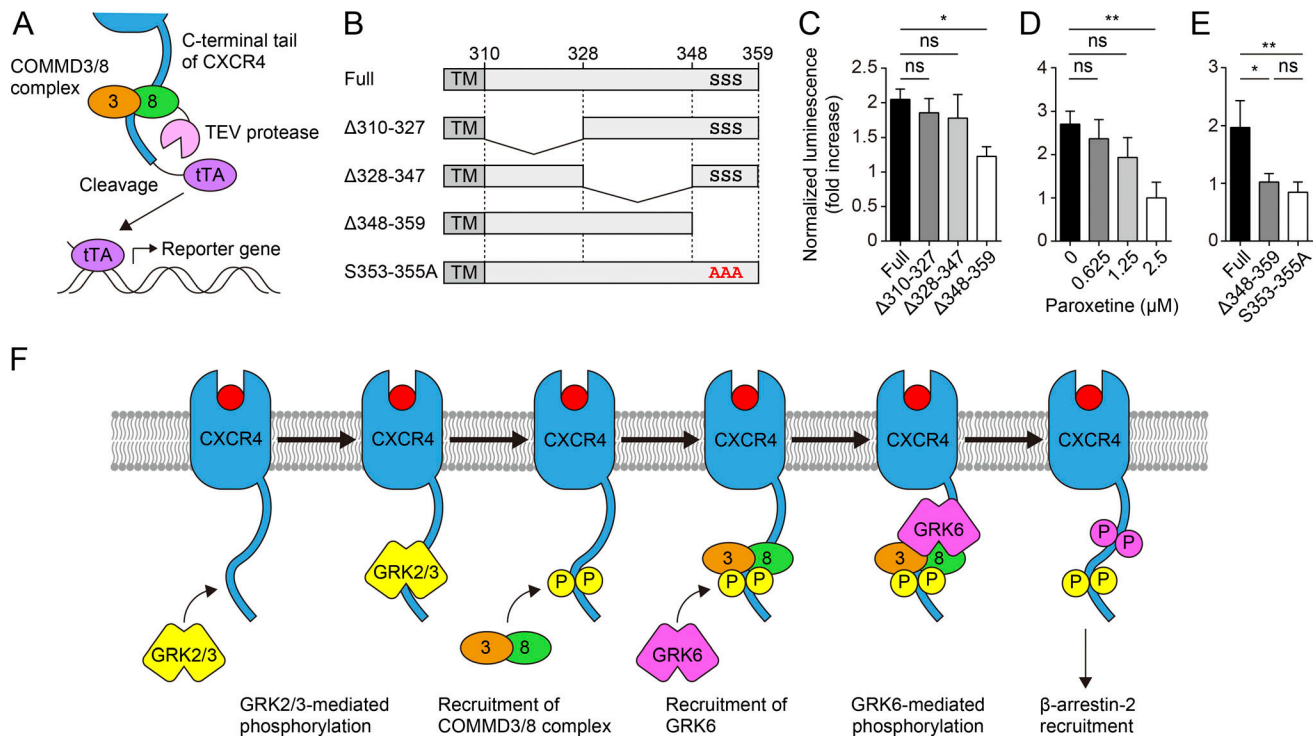 A
C-terminal tail
of CXCR4
COMMD3/8
complex
3
8
TEV protease
tTA
Cleavage
tTA
Reporter gene
B
310
328
348
359
Full
TM
SSS
Δ310-327
TM
SSS
Δ328-347
TM
SSS
Δ348-359
TM
S353-355A
TM
AAA
C
Normalized luminescence
(fold increase)
*
ns
ns
2.5
2
1.5
1
0.5
0
Full
Δ310-327
Δ328-347
Δ348-359
D
**
ns
ns
4
3
2
1
0
0
0.625
1.25
2.5
Paroxetine (µM)
E
**
*
ns
3
2
1
0
Full
Δ348-359
S353-355A
F
CXCR4
CXCR4
CXCR4
CXCR4
CXCR4
CXCR4
GRK2/3
GRK2/3
3
8
P
P
GRK6
3
8
P
P
GRK6
3
8
P
P
P
P
P
P
GRK2/3-mediated
phosphorylation
Recruitment of
COMMD3/8 complex
Recruitment of
GRK6
GRK6-mediated
phosphorylation
β-arrestin-2
recruitment